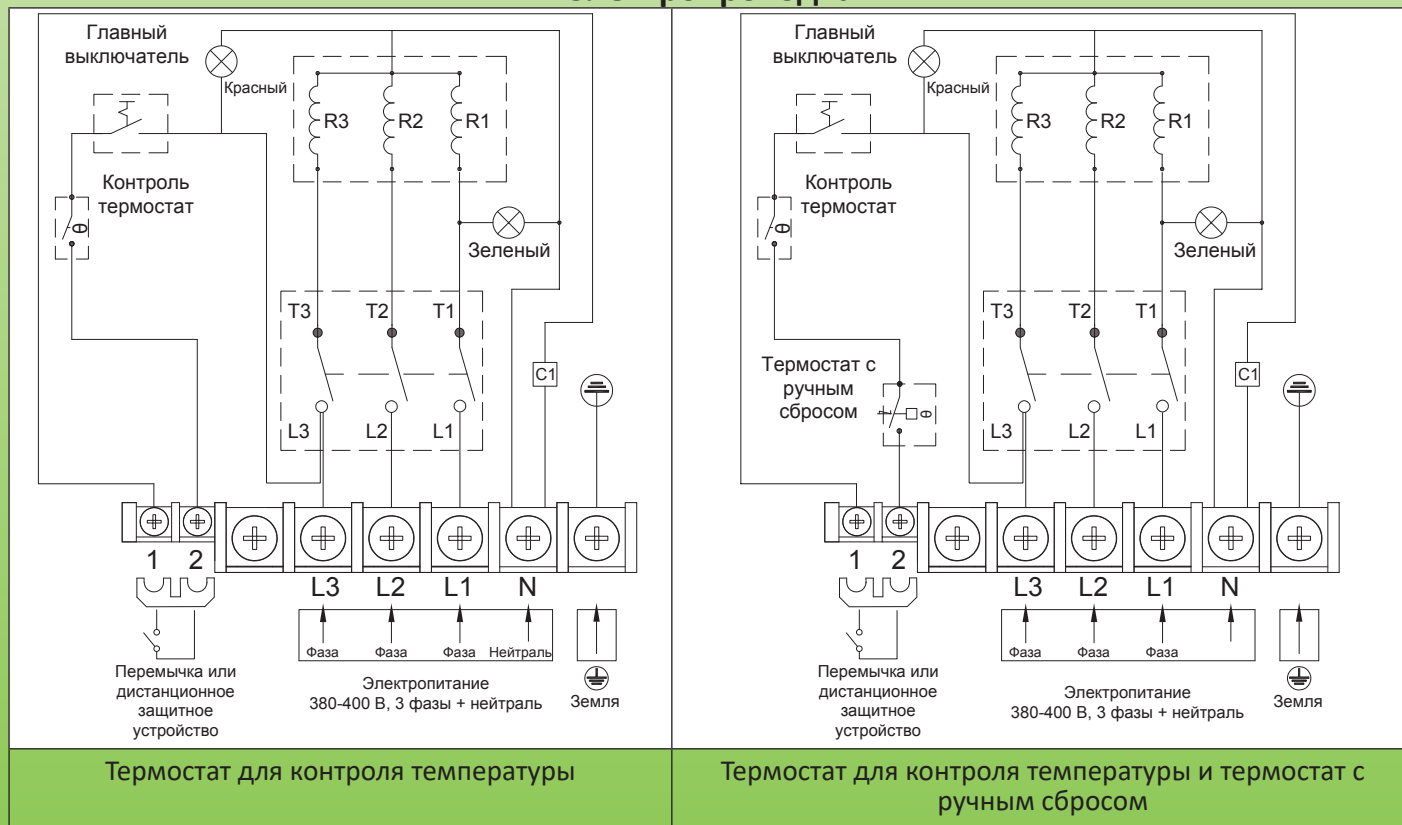 Главный
выключатель
Красный
R3
R2
R1
Контроль
термостат
θ
Зеленый
T3
T2
T1
C1
L3
L2
L1
1
2
L3
L2
L1
N
Фаза
Фаза
Фаза
Нейтраль
Перемычка или
дистанционное
защитное
устройство
Электропитание
380-400 В, 3 фазы + нейтраль
Земля
Термостат для контроля температуры
Главный
выключатель
Красный
R3
R2
R1
Контроль
термостат
θ
Зеленый
T3
T2
T1
Термостат с
ручным
сбросом
θ
C1
L3
L2
L1
1
2
L3
L2
L1
N
Фаза
Фаза
Фаза
Перемычка или
дистанционное
защитное
устройство
Электропитание
380-400 В, 3 фазы + нейтраль
Земля
Термостат для контроля температуры и термостат с
ручным сбросом